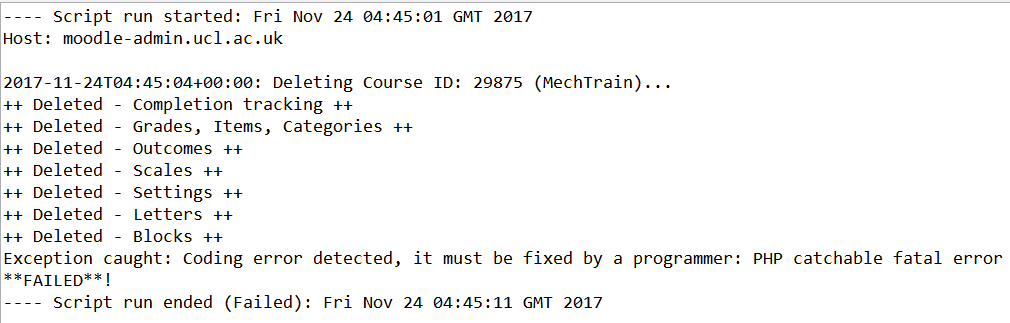 ---- Script run started: Fri Nov 24 04:45:01 GMT 2017
Host: moodle-admin.ucl.ac.uk
2017-11-24T04:45:04+00:00: Deleting Course ID: 29875 (MechTrain)...
++ Deleted - Completion tracking ++
++ Deleted - Grades, Items, Categories ++
++ Deleted - Outcomes ++
++ Deleted - Scales ++
++ Deleted - Settings ++
++ Deleted - Letters ++
++ Deleted - Blocks ++
Exception caught: Coding error detected, it must be fixed by a programmer: PHP catchable fatal error
**FAILED**!
---- Script run ended (Failed): Fri Nov 24 04:45:11 GMT 2017